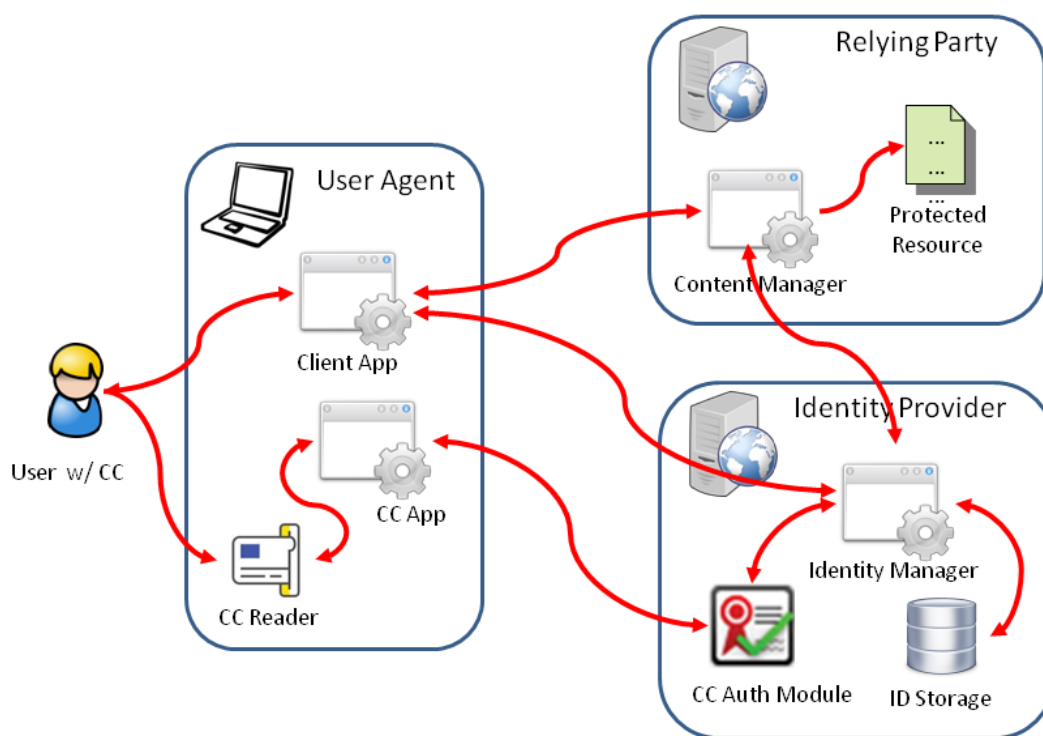 Relying Party
...
...
...
Protected
Resource
Content Manager
User Agent
Client App
User w/ CC
CC App
CC Reader
Identity Provider
Identity Manager
CC Auth Module
ID Storage